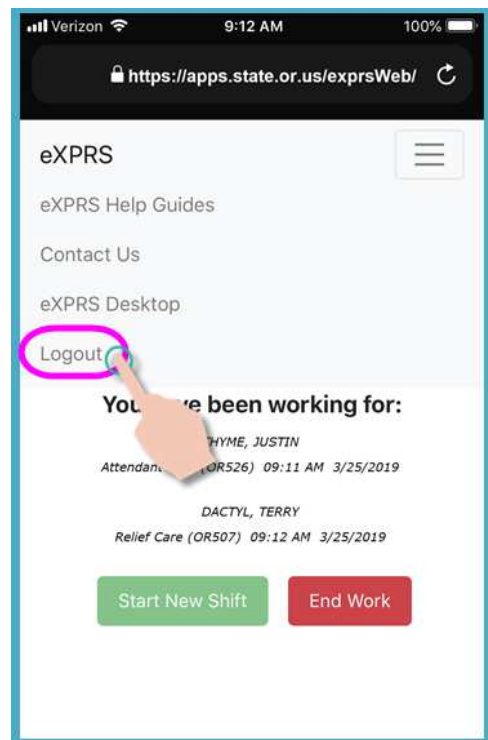 Verizon 9:12 AM 100%
https://apps.state.or.us/exprsWeb/
eXPRS
eXPRS Help Guides
Contact Us
eXPRS Desktop
Logout
been working for:
THYME, JUSTIN
(OR526) 09:11 AM 3/25/2019
DACTYL, TERRY
Relief Care (OR507) 09:12 AM 3/25/2019
Start New Shift End Work